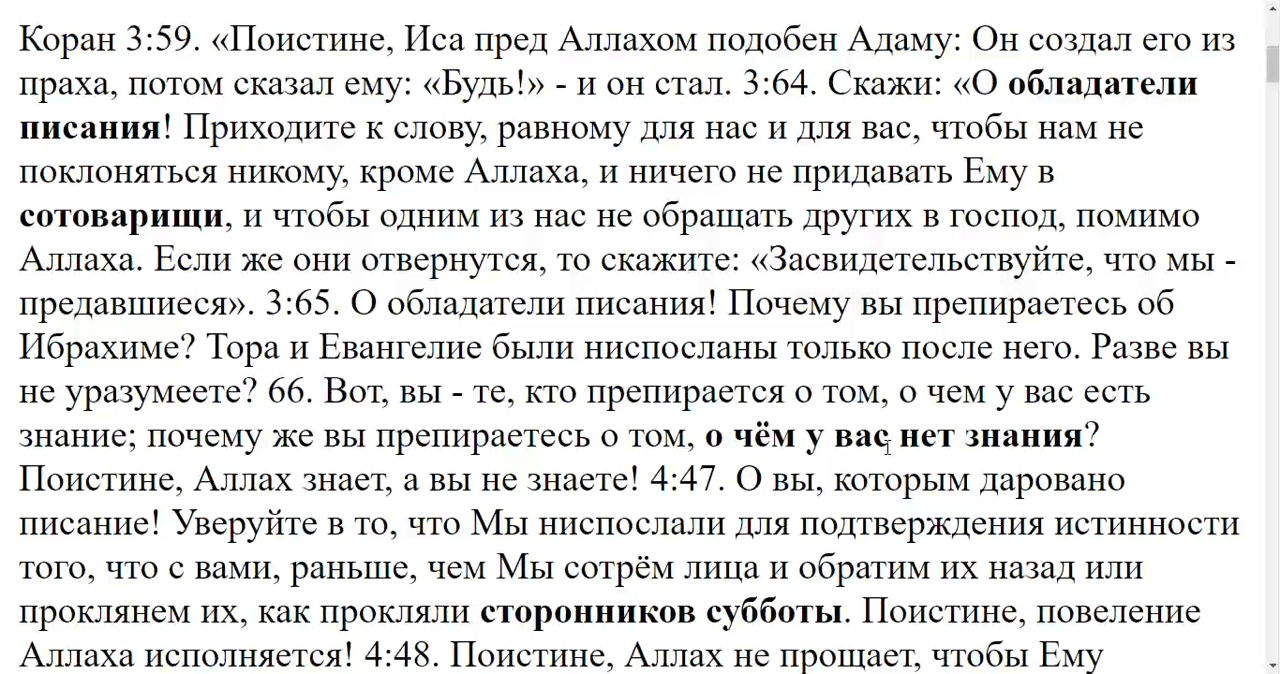 Коран 3:59. «Поистине, Иса пред Аллахом подобен Адаму: Он создал его из
праха, потом сказал ему: «Будь!» - и он стал. 3:64. Скажи: «О обладатели
писания! Приходите к слову, равному для нас и для вас, чтобы нам не
поклоняться никому, кроме Аллаха, и ничего не придавать Ему в
сотоварищи, и чтобы одним из нас не обращать других в господ, помимо
Аллаха. Если же они отвернутся, то скажите: «Засвидетельствуйте, что мы -
предавшиеся». 3:65. О обладатели писания! Почему вы препираетесь об
Ибрахиме? Тора и Евангелие были ниспосланы только после него. Разве вы
не уразумеете? 66. Вот, вы - те, кто препирается о том, о чем у вас есть
знание; почему же вы препираетесь о том, о чём у вас нет знания?
Поистине, Аллах знает, а вы не знаете! 4:47. О вы, которым даровано
писание! Уверуйте в то, что Мы ниспослали для подтверждения истинности
того, что с вами, раньше, чем Мы сотрём лица и обратим их назад или
проклянем их, как прокляли сторонников субботы. Поистине, повеление
Аллаха исполняется! 4:48. Поистине, Аллах не прощает, чтобы Ему